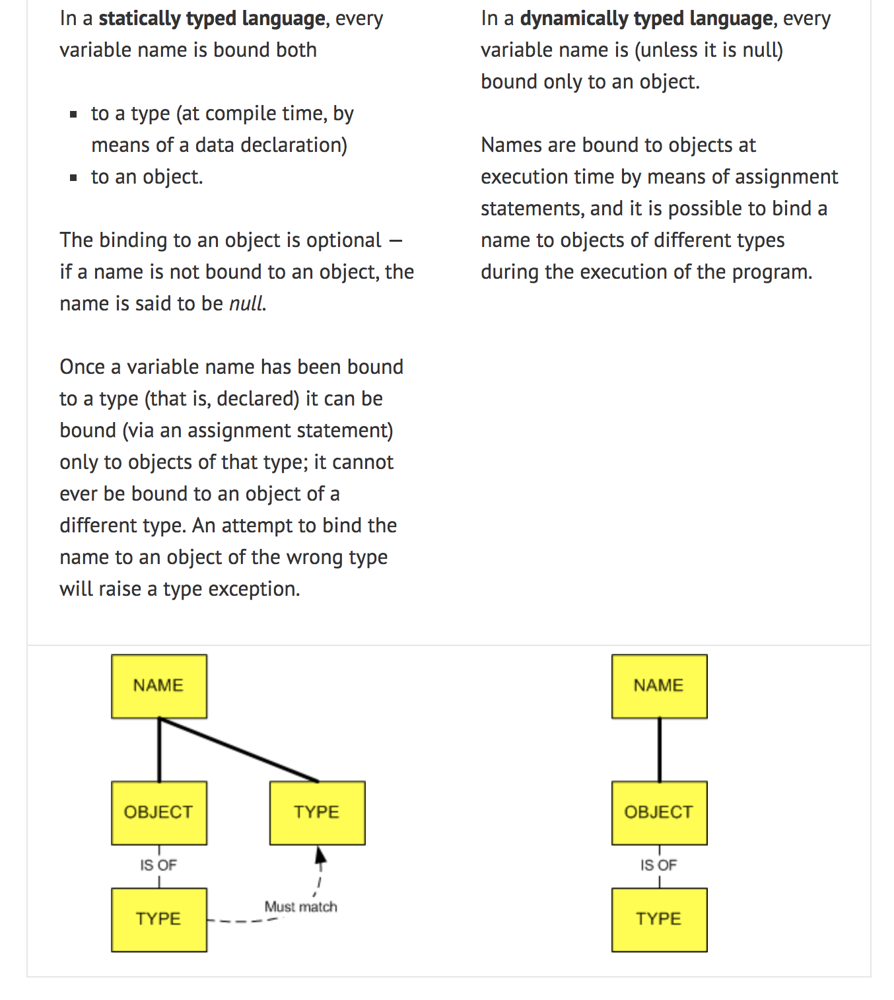 In a statically typed language, every
variable name is bound both
▪ to a type (at compile time, by
means of a data declaration)
▪ to an object.
The binding to an object is optional —
if a name is not bound to an object, the
name is said to be null.
Once a variable name has been bound
to a type (that is, declared) it can be
bound (via an assignment statement)
only to objects of that type; it cannot
ever be bound to an object of a
different type. An attempt to bind the
name to an object of the wrong type
will raise a type exception.
In a dynamically typed language, every
variable name is (unless it is null)
bound only to an object.
Names are bound to objects at
execution time by means of assignment
statements, and it is possible to bind a
name to objects of different types
during the execution of the program.
NAME
OBJECT
TYPE
IS OF
Must match
TYPE
NAME
OBJECT
IS OF
TYPE